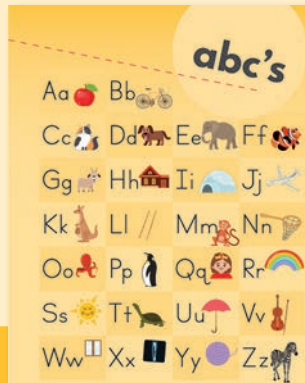 abc's
Aa Bb
Cc Dd Ee Ff
Gg Hh Ii Jj
Kk Ll Mm Nn
Oo Pp Qq Rr
Ss Tt Uu Vv
Ww Xx Yy Zz